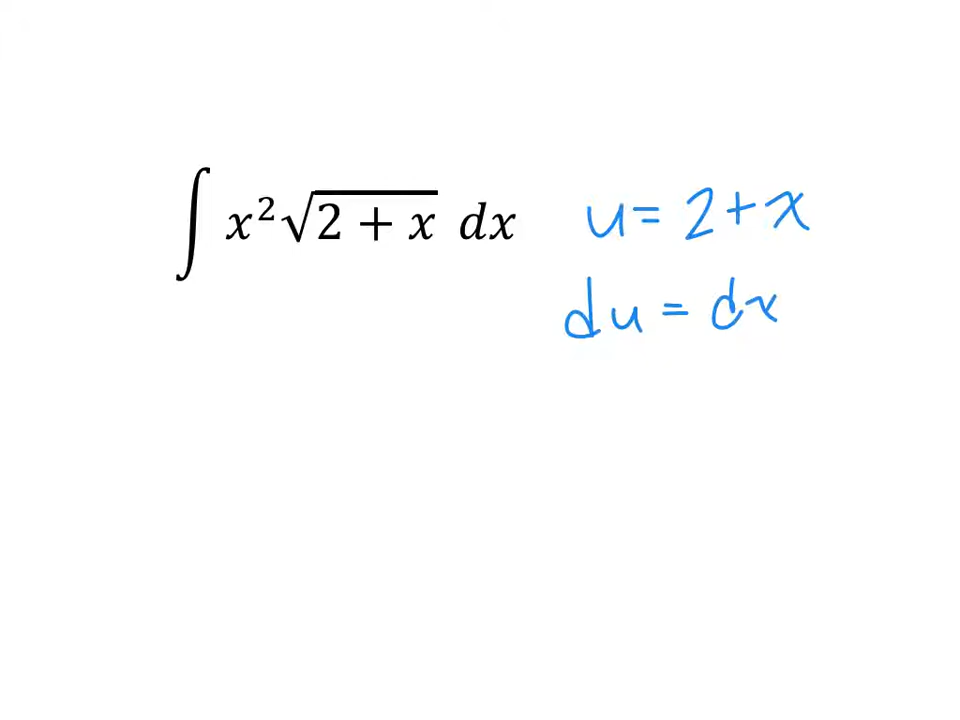 ∫ x²√(2 + x) dx u = 2 + x
du = dx